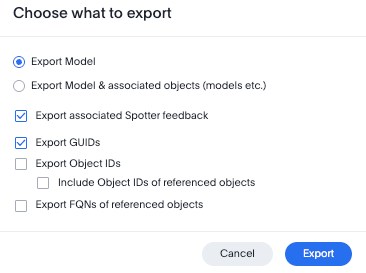 Choose what to export
Export Model
Export Model & associated objects (models etc.)
Export associated Spotter feedback
Export GUIDs
Export Object IDs
Include Object IDs of referenced objects
Export FQNs of referenced objects
Cancel Export